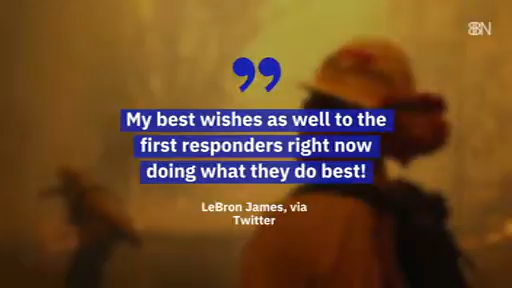 BN
”
My best wishes as well to the
first responders right now
doing what they do best!
LeBron James, via
Twitter